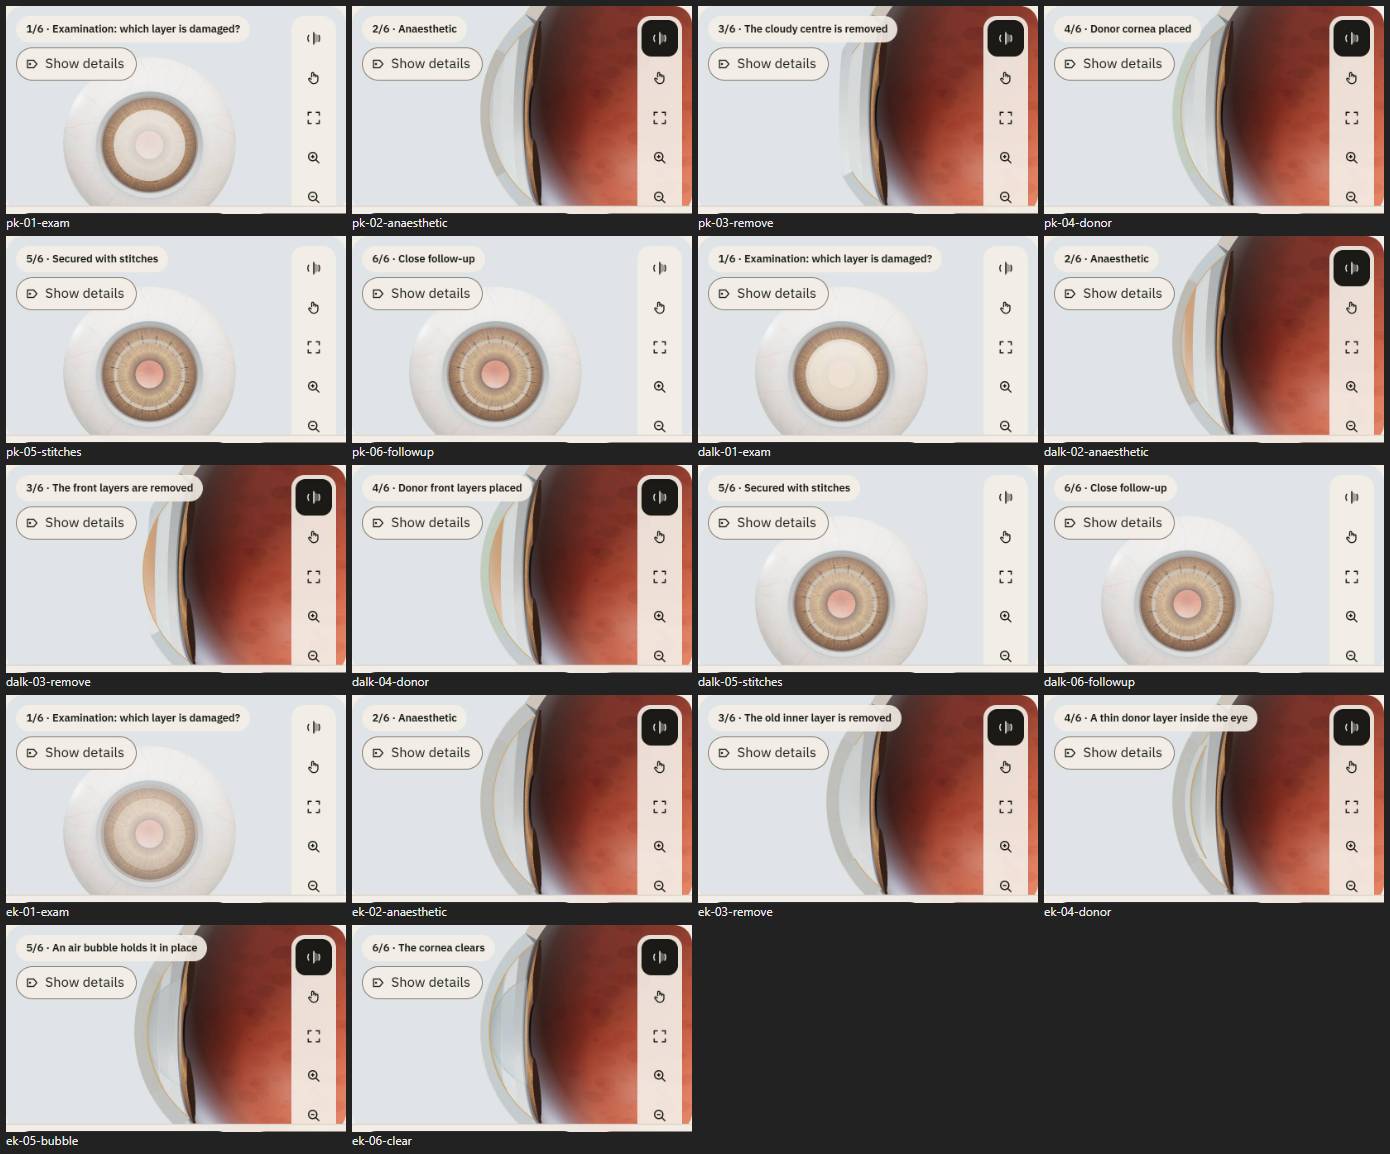 1/6 · Examination: which layer is damaged?
Show details
pk-01-exam
2/6 · Anaesthetic
Show details
pk-02-anaesthetic
3/6 · The cloudy centre is removed
Show details
pk-03-remove
4/6 · Donor cornea placed
Show details
pk-04-donor
5/6 · Secured with stitches
Show details
pk-05-stitches
6/6 · Close follow-up
Show details
pk-06-followup
1/6 · Examination: which layer is damaged?
Show details
dalk-01-exam
2/6 · Anaesthetic
Show details
dalk-02-anaesthetic
3/6 · The front layers are removed
Show details
dalk-03-remove
4/6 · Donor front layers placed
Show details
dalk-04-donor
5/6 · Secured with stitches
Show details
dalk-05-stitches
6/6 · Close follow-up
Show details
dalk-06-followup
1/6 · Examination: which layer is damaged?
Show details
ek-01-exam
2/6 · Anaesthetic
Show details
ek-02-anaesthetic
3/6 · The old inner layer is removed
Show details
ek-03-remove
4/6 · A thin donor layer inside the eye
Show details
ek-04-donor
5/6 · An air bubble holds it in place
Show details
ek-05-bubble
6/6 · The cornea clears
Show details
ek-06-clear